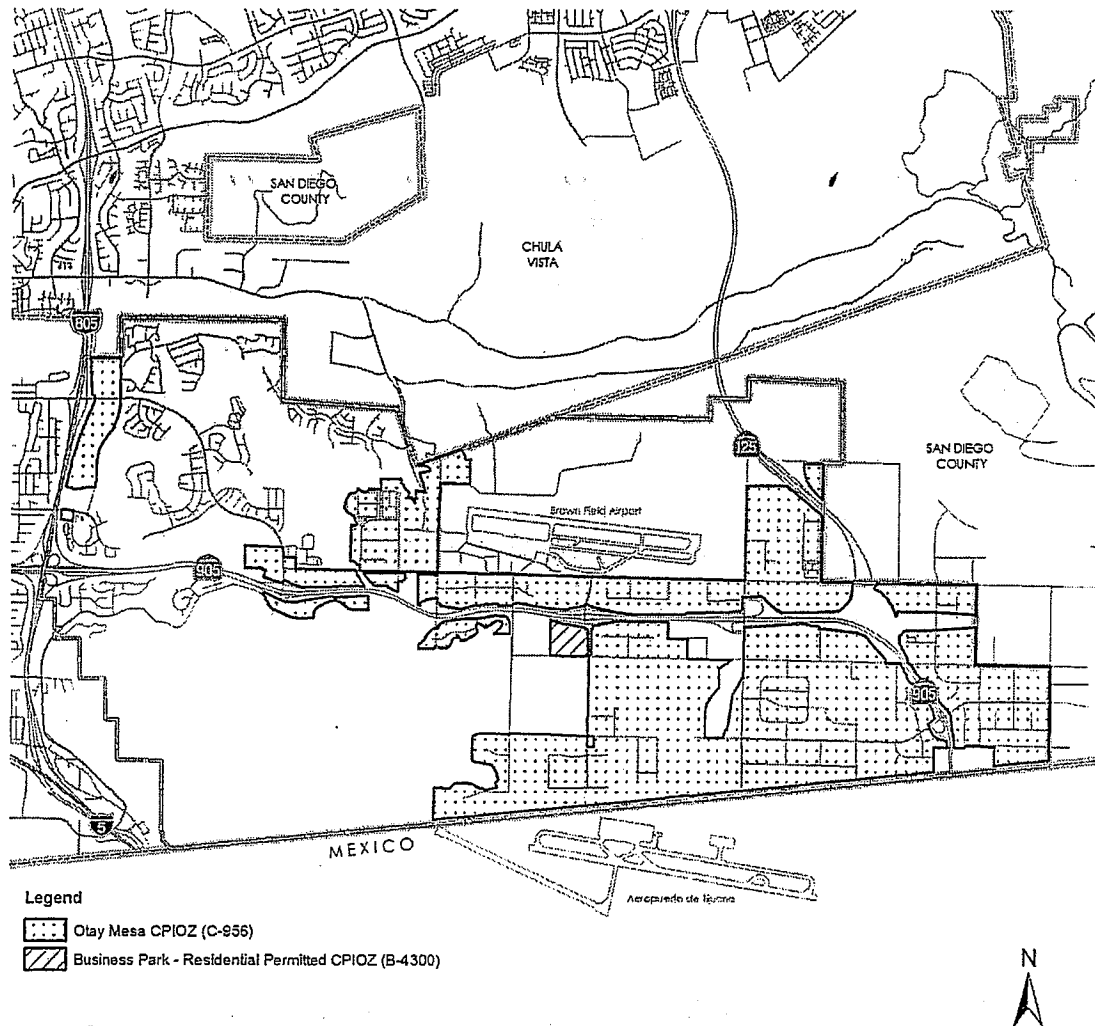 SAN DIEGO
COUNTY
CHULA
VISTA
805
125
SAN DIEGO
COUNTY
Brown Field Airport
905
905
5
MEXICO
Aeropuerto de Tijuana
Legend
Otay Mesa CPIOZ (C-956)
Business Park - Residential Permitted CPIOZ (B-4300)
N